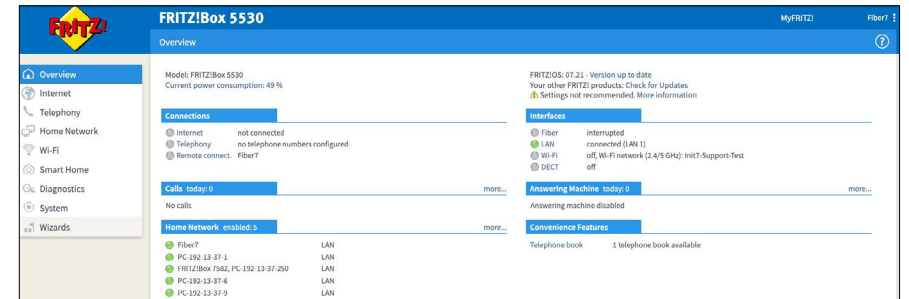 FRITZ!
FRITZ!Box 5530
MyFRITZ!
Fiber7
Overview
?
Overview
Internet
Telephony
Home Network
Wi-Fi
Smart Home
Diagnostics
System
Wizards
Model: FRITZ!Box 5530
Current power consumption: 49 %
FRITZ!OS: 07.21 - Version up to date
Your other FRITZ! products: Check for Updates
Settings not recommended. More information
Connections
Internet not connected
Telephony no telephone numbers configured
Remote connect. Fiber7
Interfaces
Fiber interrupted
LAN connected (LAN 1)
Wi-Fi off, Wi-Fi network (2.4/5 GHz): Init7-Support-Test
DECT off
Calls today: 0 more...
No calls
Answering Machine today: 0 more...
Answering machine disabled
Home Network enabled: 5 more...
Fiber7 LAN
PC-192-13-37-1 LAN
FRITZ!Box 7582, PC-192-13-37-250 LAN
PC-192-13-37-6 LAN
PC-192-13-37-9 LAN
Convenience Features
Telephone book 1 telephone book available